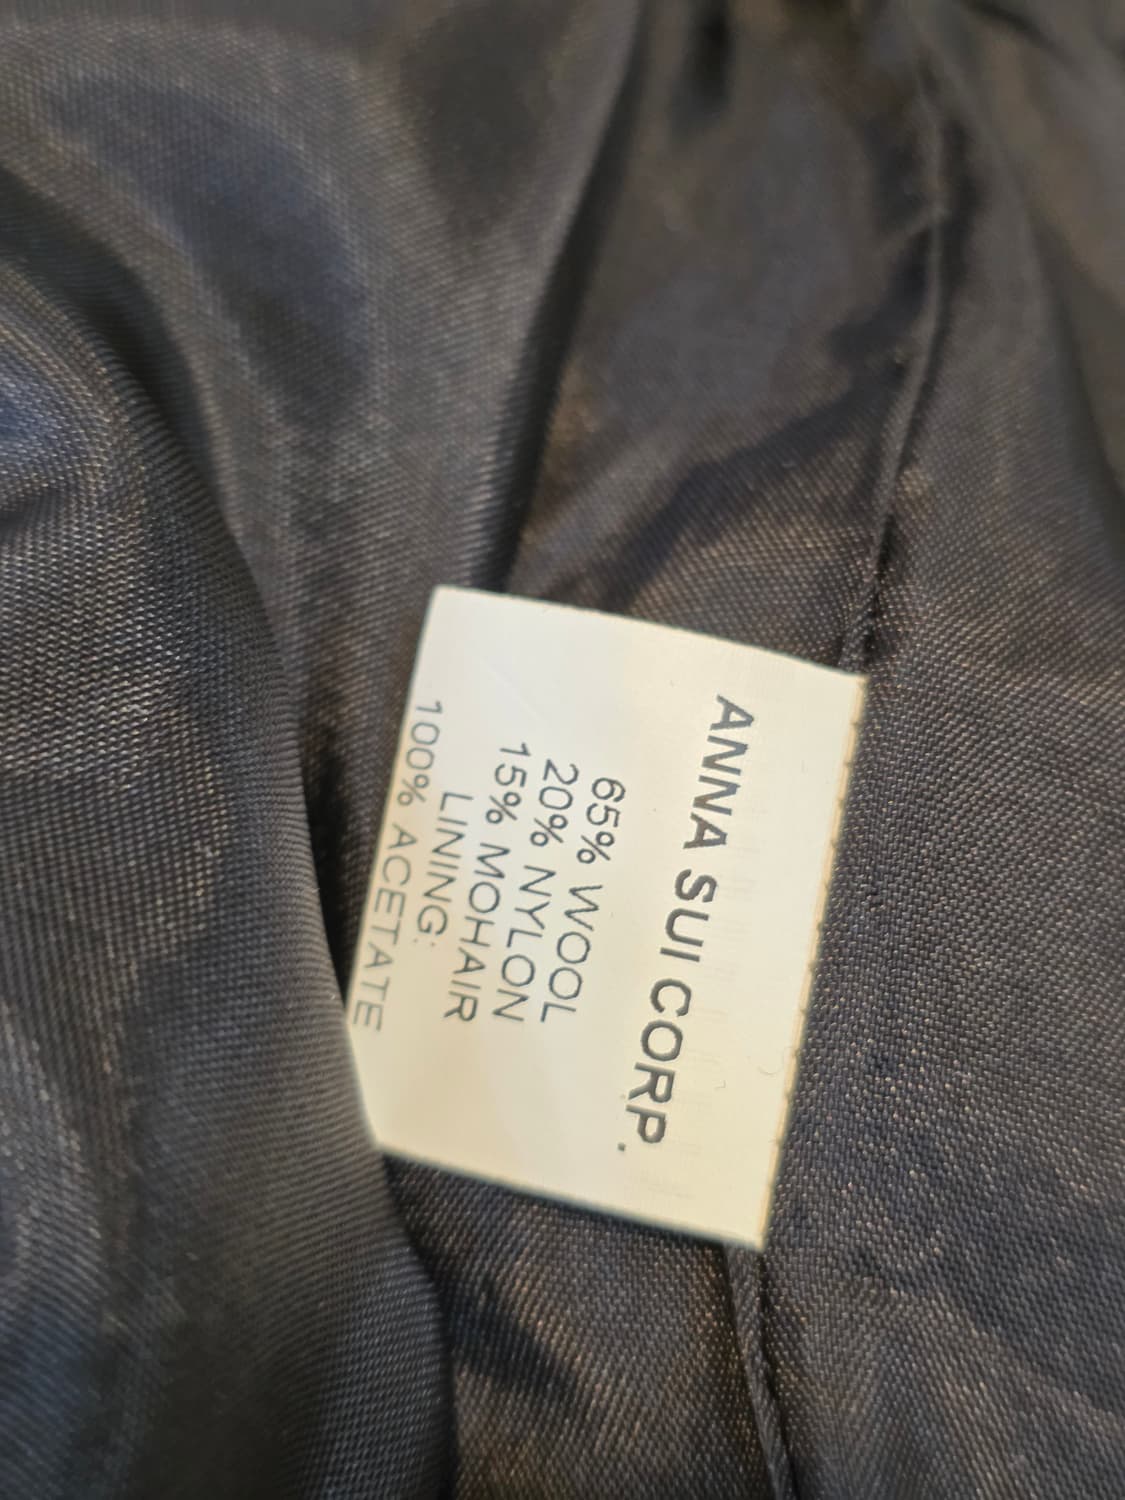 ANNA SUI CORP.
65% WOOL
20% NYLON
15% MOHAIR
LINING:
100% ACETATE